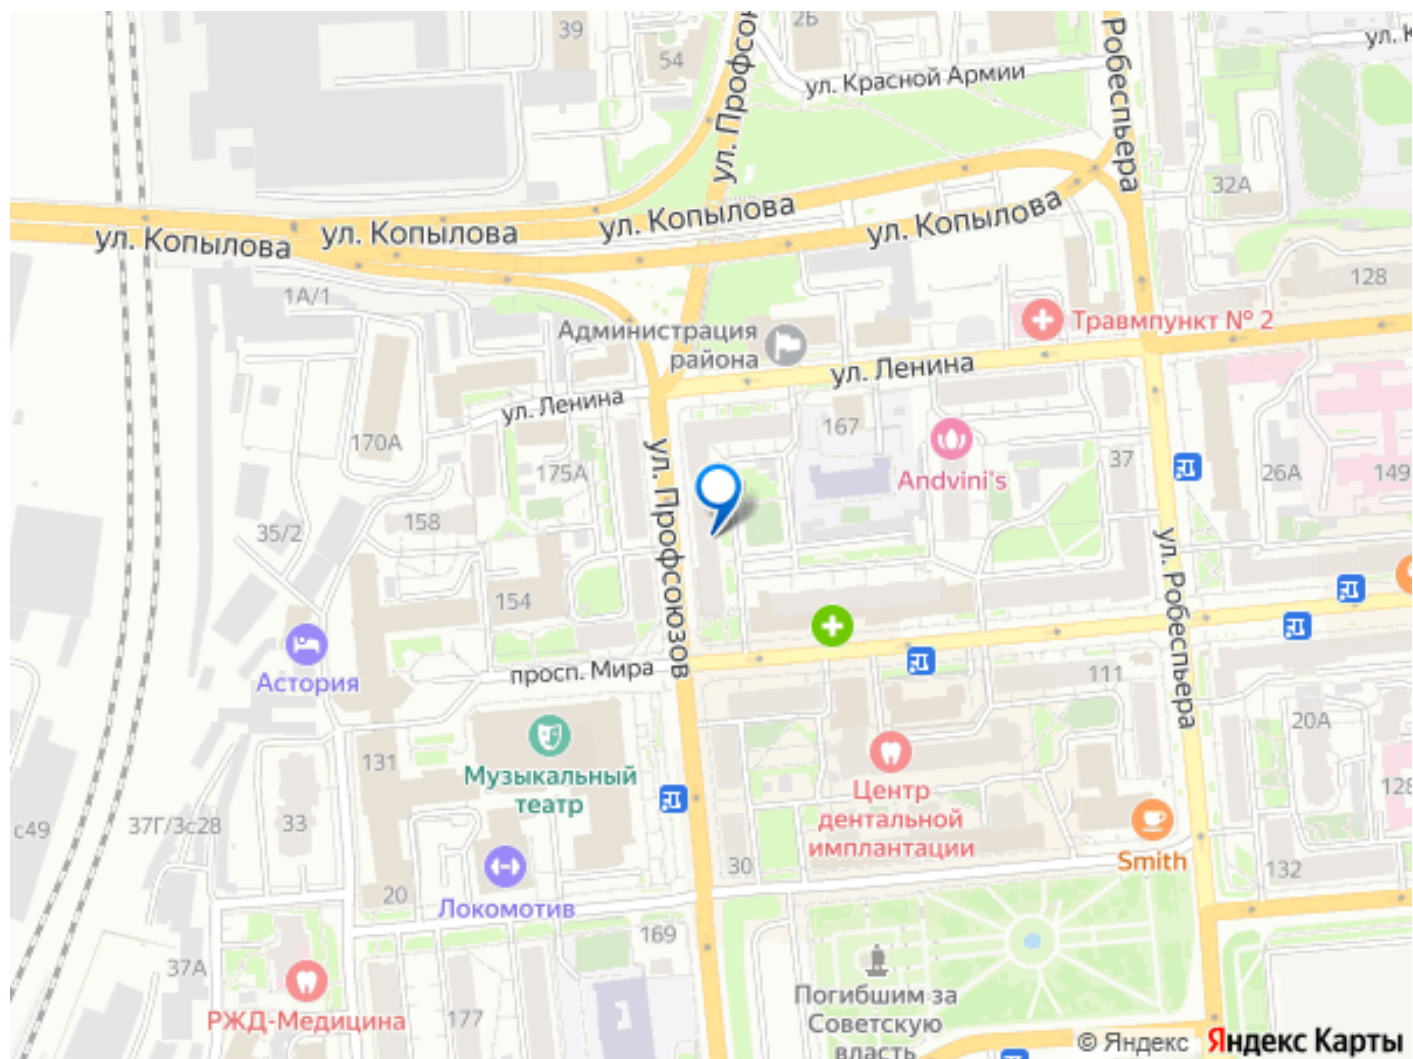 39
54
2Б
ул. Красной Армии
ул. Профсою
Робеспьера
ул. К
32А
ул. Копылова
ул. Копылова
ул. Копылова
ул. Копылова
128
1А/1
Администрация
района
Травмпункт № 2
ул. Ленина
ул. Ленина
167
170А
175А
Andvini's
37
26А
149
ул. Профсоюзов
158
35/2
154
ул. Робеспьера
Астория
просп. Мира
111
20А
131
Музыкальный
театр
Центр
дентальной
имплантации
128
с49
37Г/3с28
33
30
Smith
132
20
Локомотив
169
37А
РЖД-Медицина
177
Погибшим за
Советскую
власть
© Яндекс Яндекс Карты